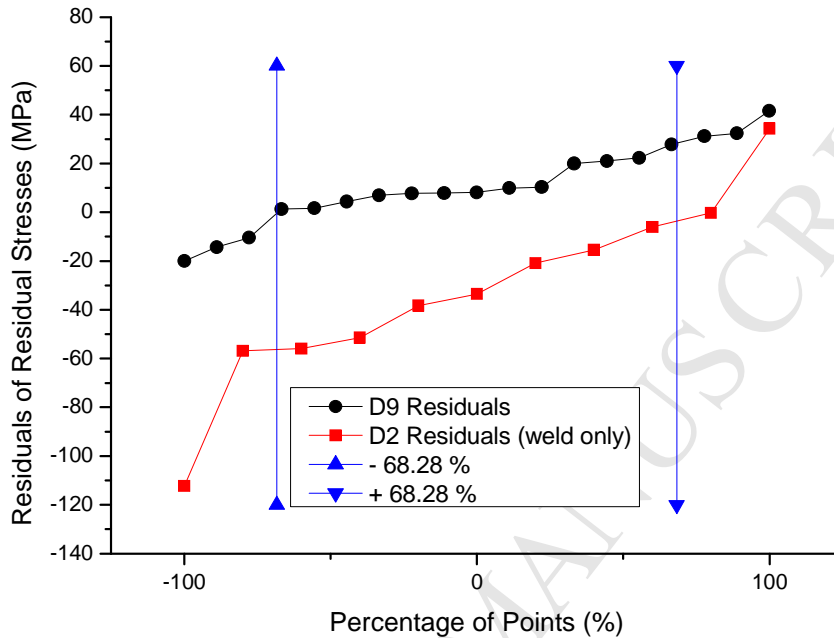 80
60
40
20
0
-20
-40
-60
-80
-100
-120
-140
Residuals of Residual Stresses (MPa)
D9 Residuals
D2 Residuals (weld only)
- 68.28 %
+ 68.28 %
-100 0 100
Percentage of Points (%)
MANUSCRI